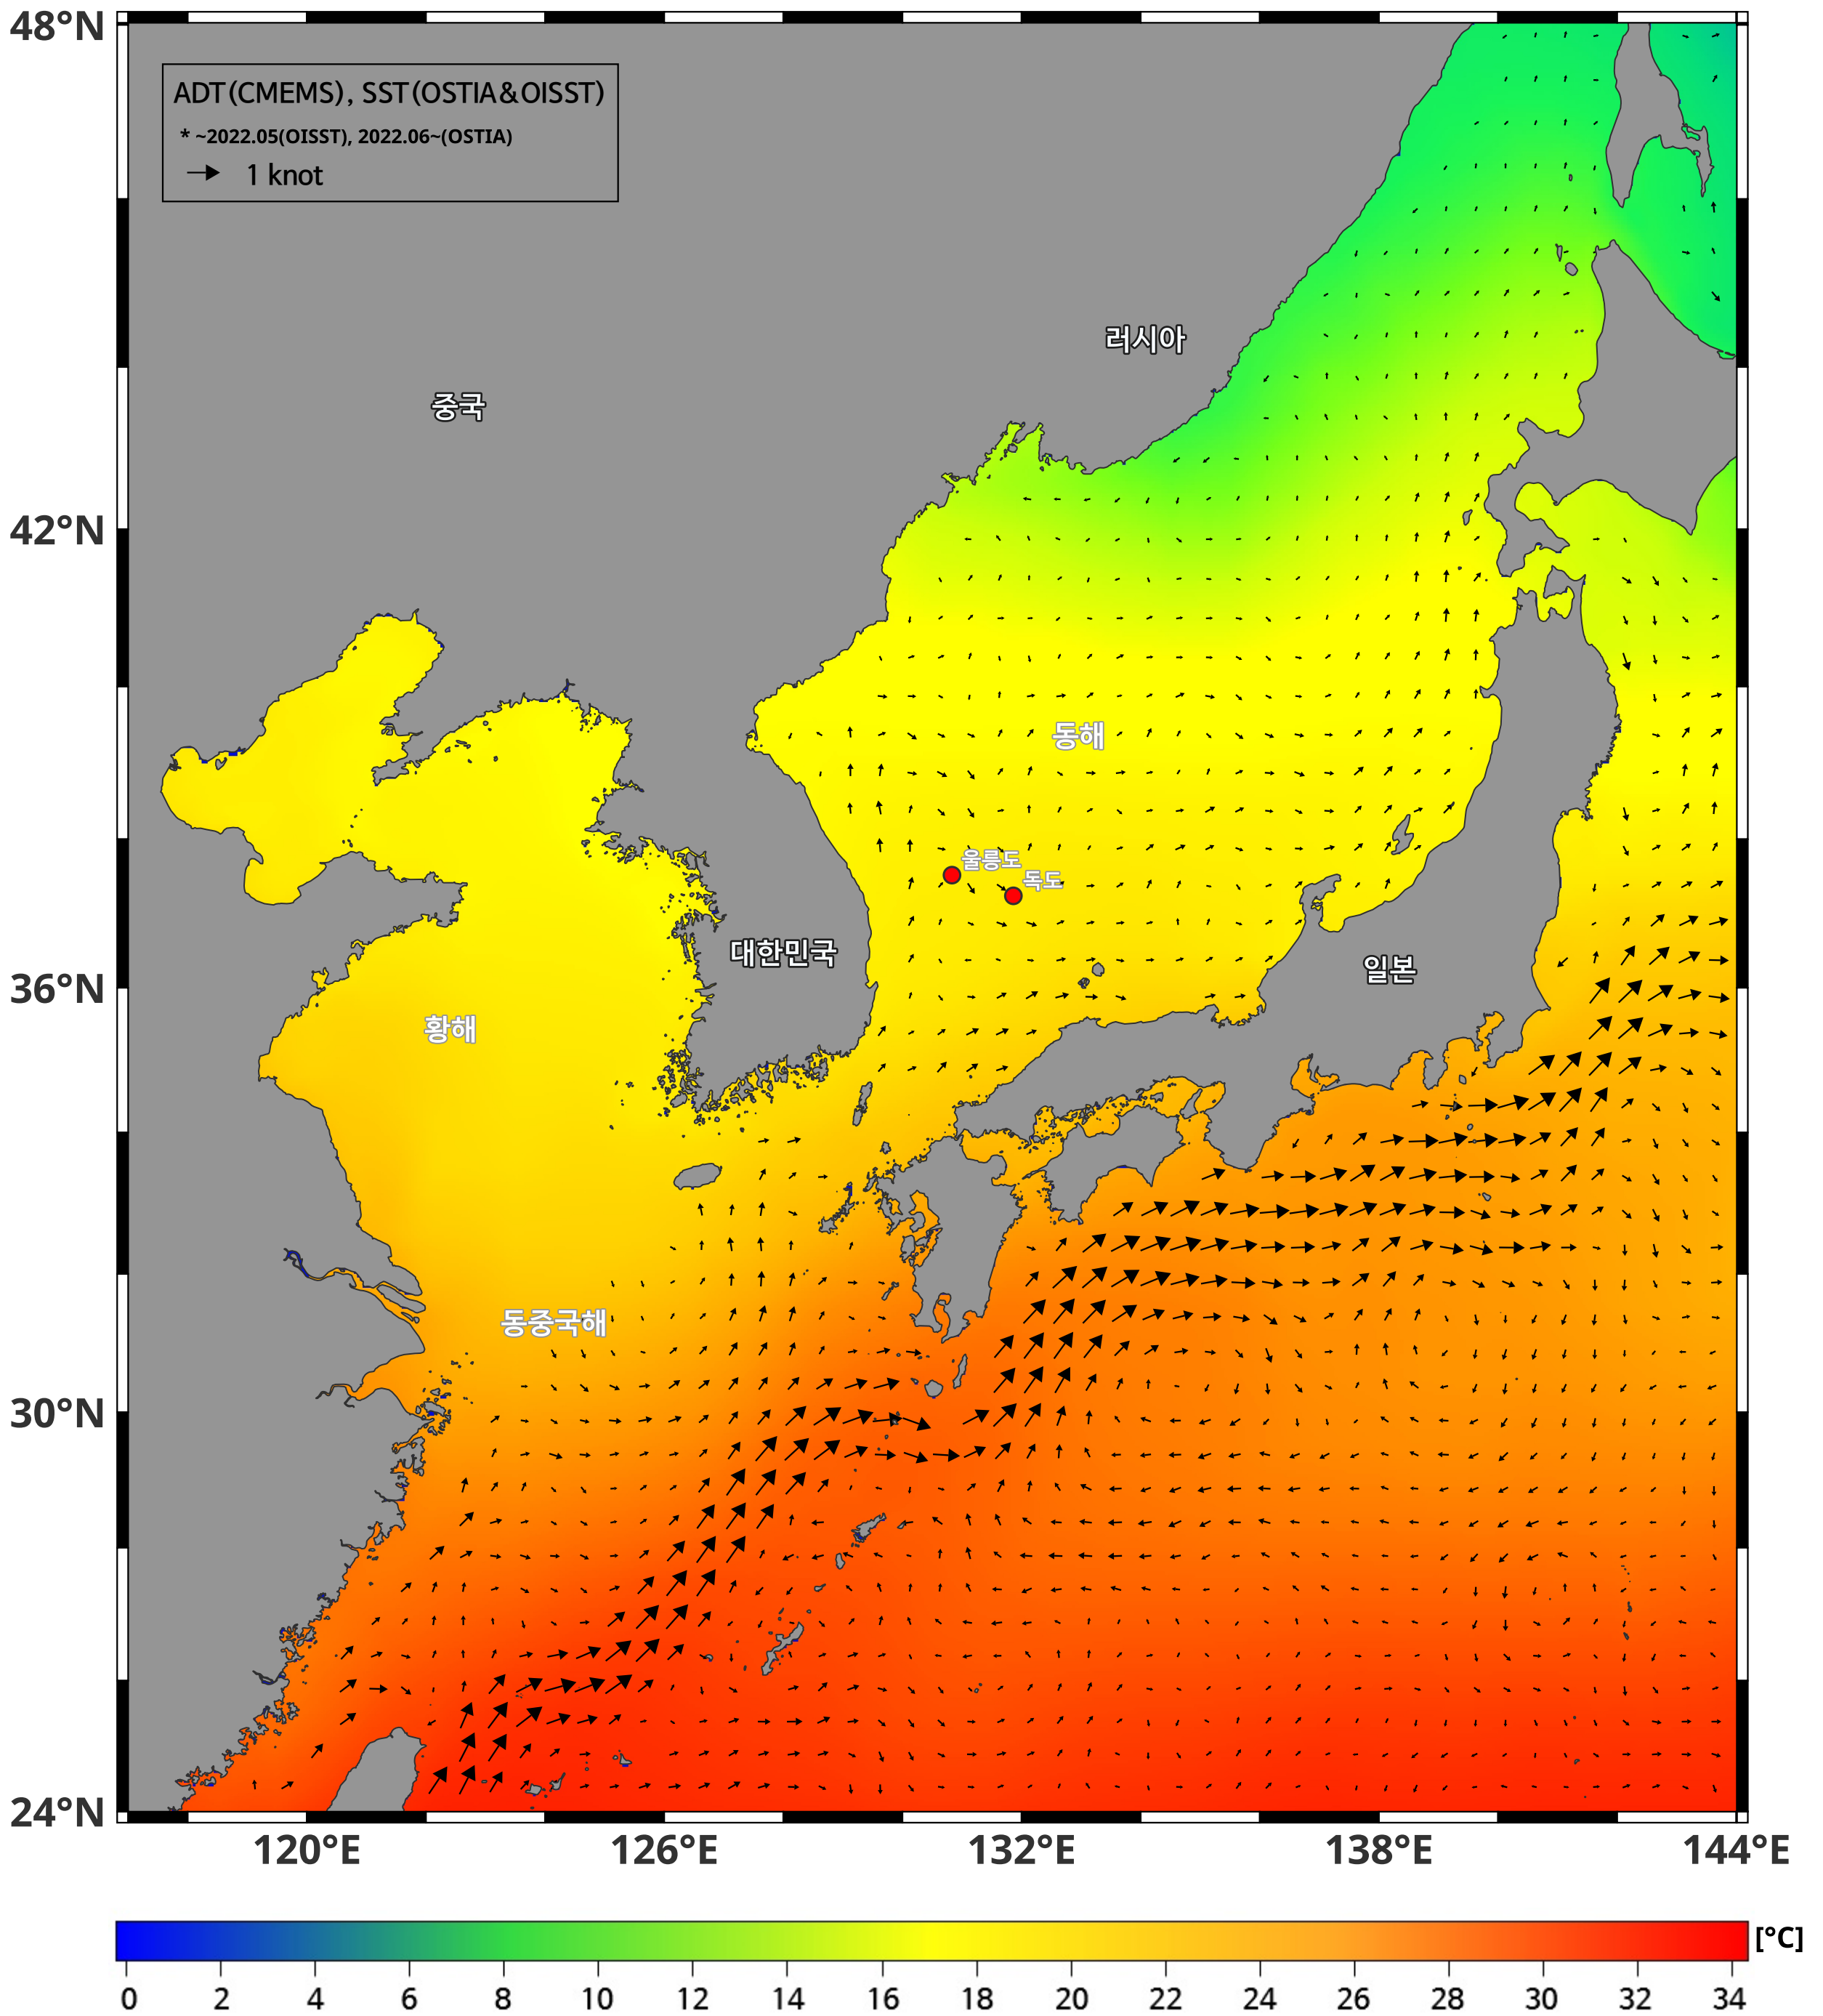 48°N
ADT(CMEMS), SST(OSTIA&OISST)
* ~2022.05(OISST), 2022.06~(OSTIA)
1 knot
러시아
중국
42°N
동해
울릉도
독도
대한민국
일본
36°N
황해
동중국해
30°N
24°N
120°E 126°E 132°E 138°E 144°E
[°C]
0 2 4 6 8 10 12 14 16 18 20 22 24 26 28 30 32 34